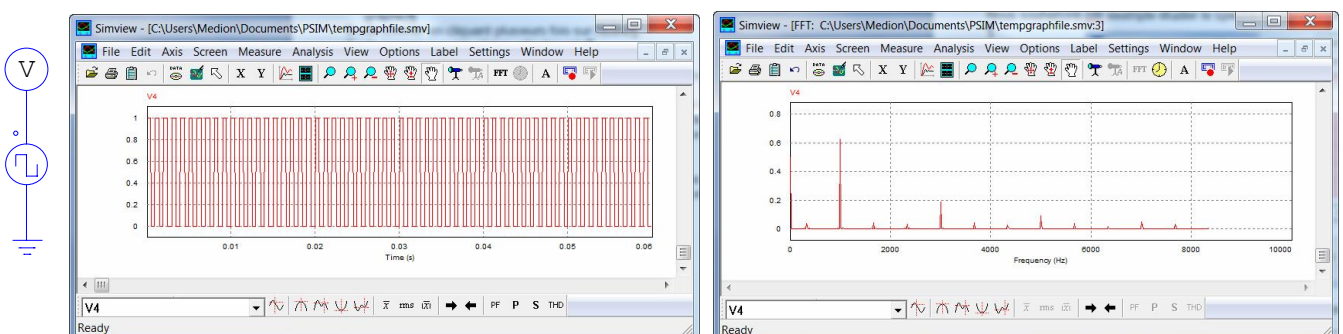 V
Simview - [C:\Users\Medion\Documents\PSIM\tempgraphfile.smv]
File Edit Axis Screen Measure Analysis View Options Label Settings Window Help
DATA X Y FFT A
V4
1
0.8
0.6
0.4
0.2
0
0.01 0.02 0.03 0.04 0.05 0.06
Time (s)
V4 x rms |x| PF P S THD
Ready
Simview - [FFT: C:\Users\Medion\Documents\PSIM\tempgraphfile.smv:3]
File Edit Axis Screen Measure Analysis View Options Label Settings Window Help
DATA X Y FFT A
V4
0.8
0.6
0.4
0.2
0
0 2000 4000 6000 8000 10000
Frequency (Hz)
V4 x rms |x| PF P S THD
Ready